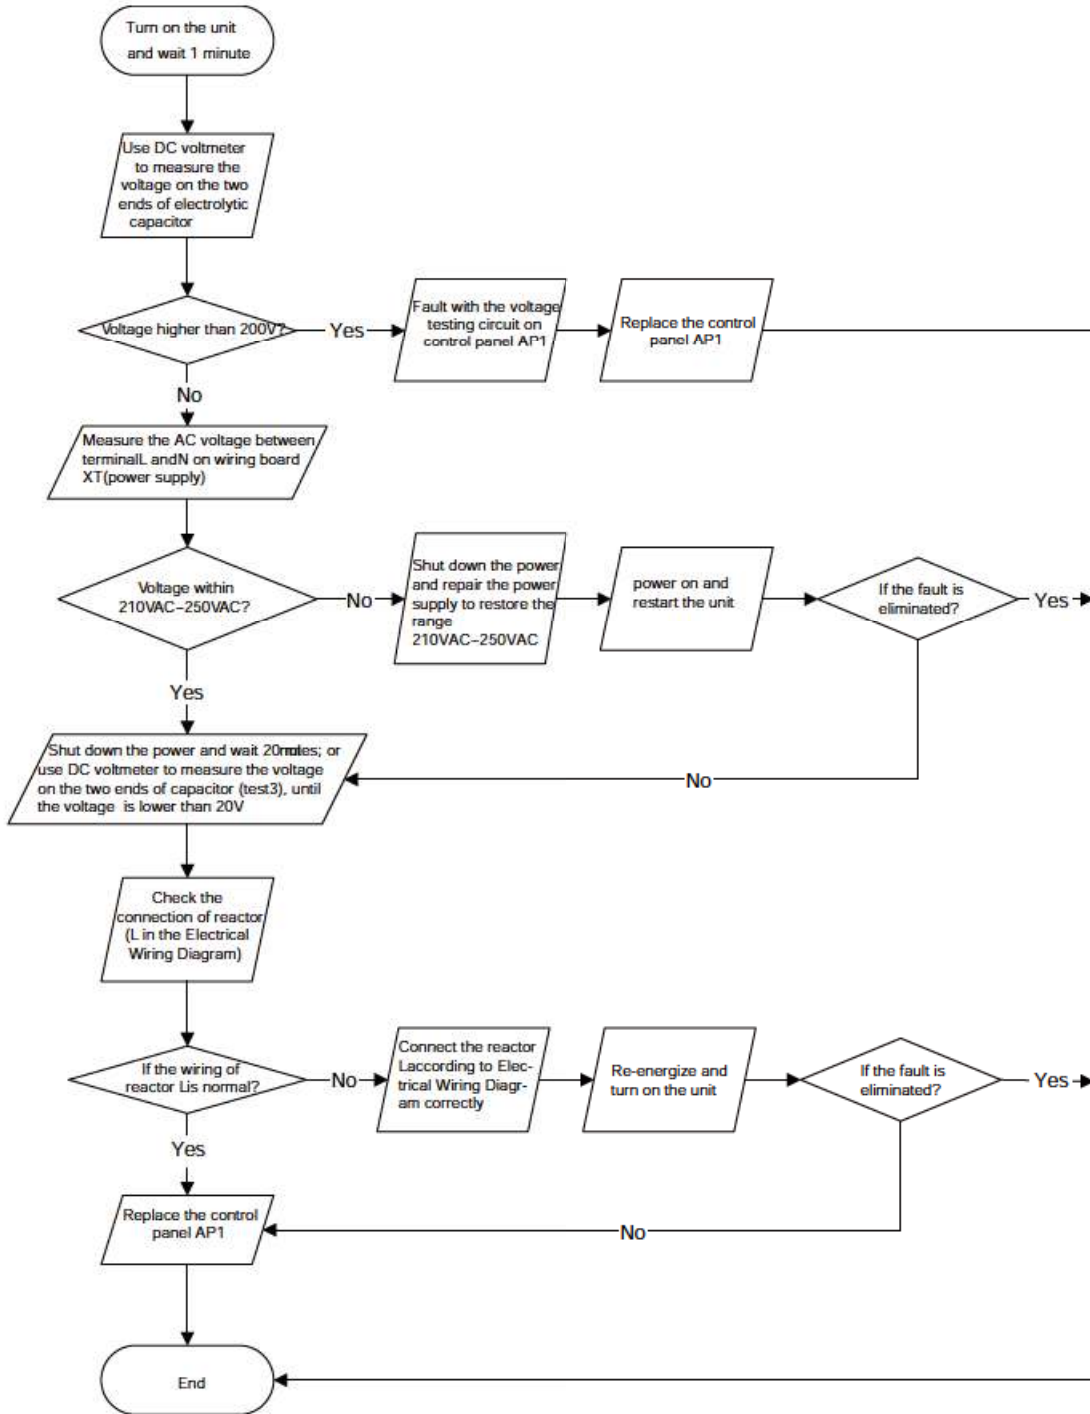 Turn on the unit
and wait 1 minute
Use DC voltmeter
to measure the
voltage on the two
ends of electrolytic
capacitor
Voltage higher than 200V?
Yes
Fault with the voltage
testing circuit on
control panel AP1
Replace the control
panel AP1
No
Measure the AC voltage between
terminalL andN on wiring board
XT(power supply)
Voltage within
210VAC~250VAC?
No
Shut down the power
and repair the power
supply to restore the
range
210VAC~250VAC
power on and
restart the unit
If the fault is
eliminated?
Yes
Yes
No
Shut down the power and wait or
use DC voltmeter to measure the voltage
on the two ends of capacitor (test3), until
the voltage is lower than 20V
Check the
connection of reactor
(L in the Electrical
Wiring Diagram)
If the wiring of
reactor Lis normal?
No
Connect the reactor
Laccording to Elec-
trical Wiring Diagr-
am correctly
Re-energize and
turn on the unit
If the fault is
eliminated?
Yes
Yes
No
Replace the control
panel AP1
End